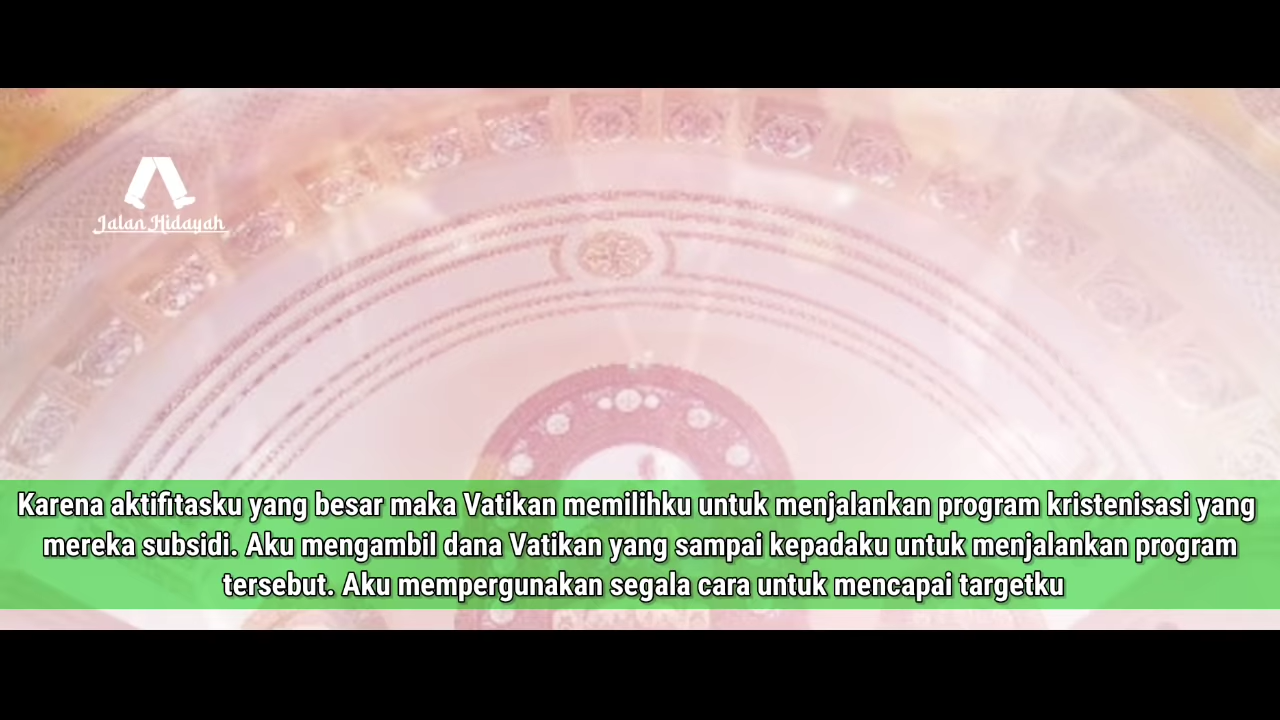 Jalan Hidayah
Karena aktifitasku yang besar maka Vatikan memilihku untuk menjalankan program kristenisasi yang
mereka subsidi. Aku mengambil dana Vatikan yang sampai kepadaku untuk menjalankan program
tersebut. Aku mempergunakan segala cara untuk mencapai targetku